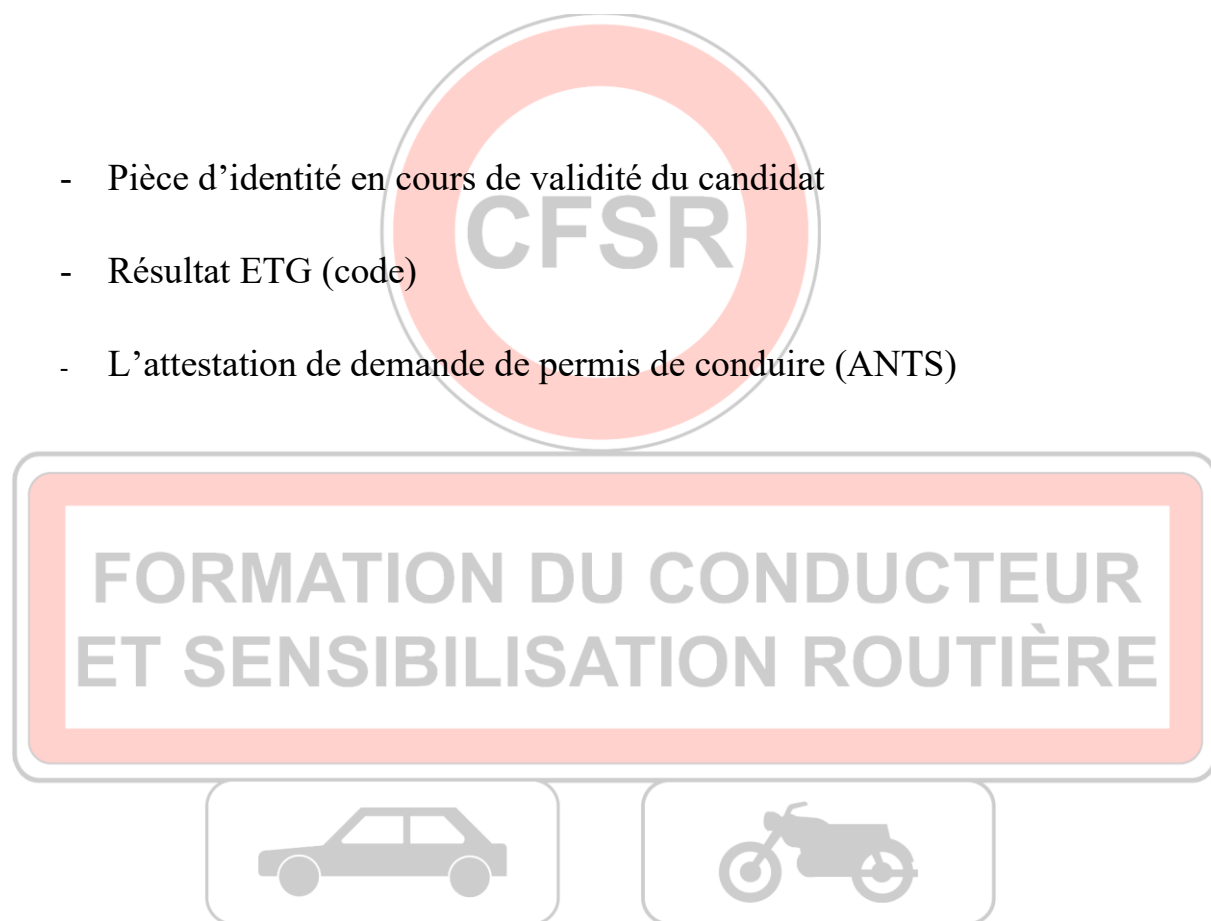 - Pièce d’identité en cours de validité du candidat
CFSR
- Résultat ETG (code)
- L’attestation de demande de permis de conduire (ANTS)
FORMATION DU CONDUCTEUR
ET SENSIBILISATION ROUTIÈRE